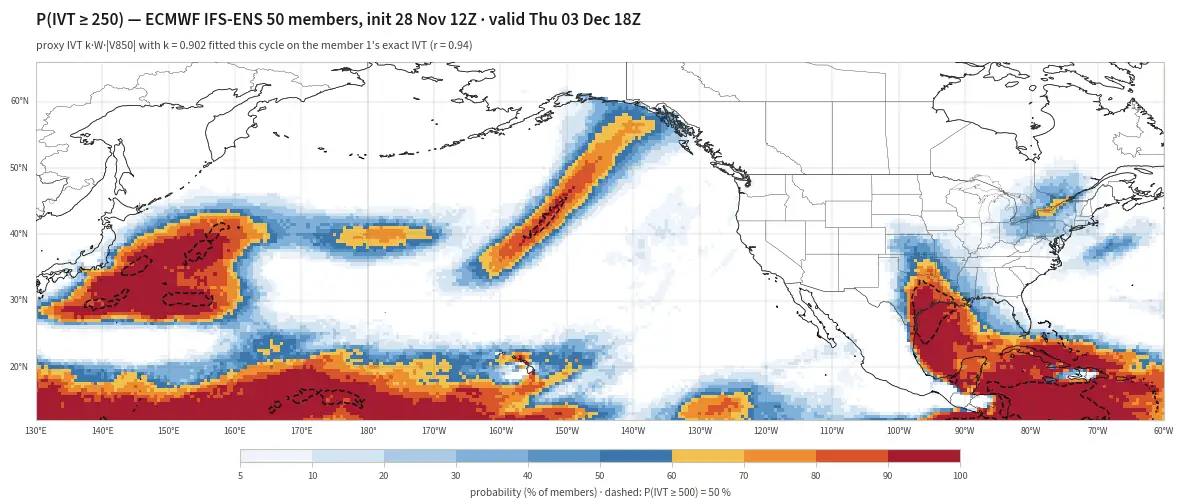 P(IVT ≥ 250) — ECMWF IFS-ENS 50 members, init 28 Nov 12Z · valid Thu 03 Dec 18Z
proxy IVT k·W·|V850| with k = 0.902 fitted this cycle on the member 1's exact IVT (r = 0.94)
60°N
50°N
40°N
30°N
20°N
130°E 140°E 150°E 160°E 170°E 180° 170°W 160°W 150°W 140°W 130°W 120°W 110°W 100°W 90°W 80°W 70°W 60°W
5 10 20 30 40 50 60 70 80 90 100
probability (% of members) · dashed: P(IVT ≥ 500) = 50 %